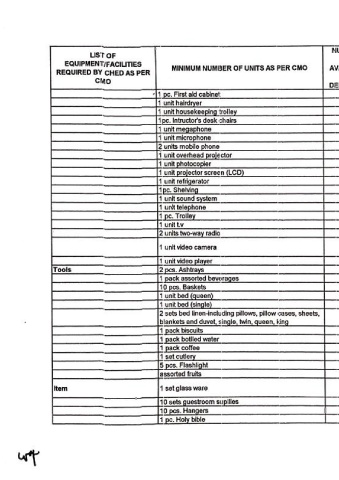 LIST OF
EQUIPMENT/FACILITIES
REQUIRED BY CHED AS PER
CMO
MINIMUM NUMBER OF UNITS AS PER CMO
NU
AV
DE
1 pc. First aid cabinet
1 unit hairdryer
1 unit housekeeping trolley
1pc. Intructor's desk chairs
1 unit megaphone
1 unit microphone
2 units mobile phone
1 unit overhead projector
1 unit photocopier
1 unit projector screen (LCD)
1 unit refrigerator
1pc. Shelving
1 unit sound system
1 unit telephone
1 pc. Trolley
1 unit t.v
2 units two-way radio
1 unit video camera
1 unit video player
Tools
2 pcs. Ashtrays
1 pack assorted beverages
10 pcs. Baskets
1 unit bed (queen)
1 unit bed (single)
2 sets bed linen-including pillows, pillow cases, sheets,
blankets and duvet, single, twin, queen, king
1 pack biscuits
1 pack botlled water
1 pack coffee
1 set cutlery
5 pcs. Flashlight
assorted fruits
Item
1 set glass ware
10 sets guestroom suplies
10 pcs. Hangers
1 pc. Holy bible